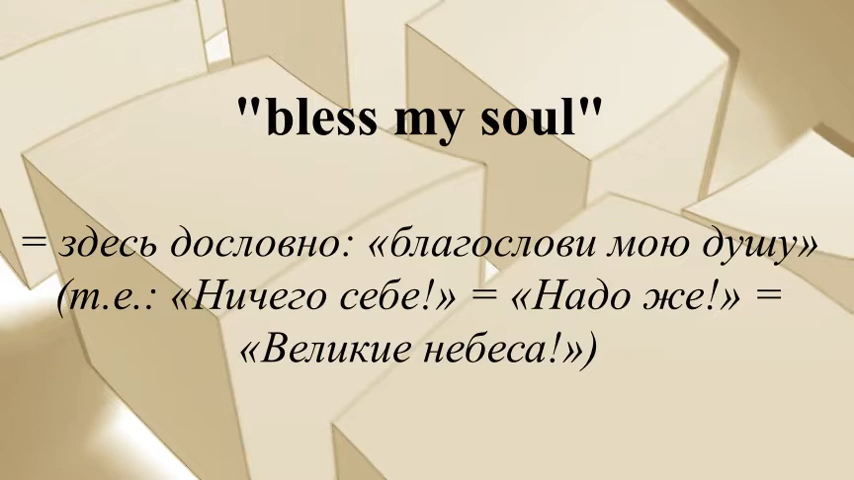 "bless my soul"
= здесь дословно: «благослови мою душу»
(т.е.: «Ничего себе!» = «Надо же!» =
«Великие небеса!»)